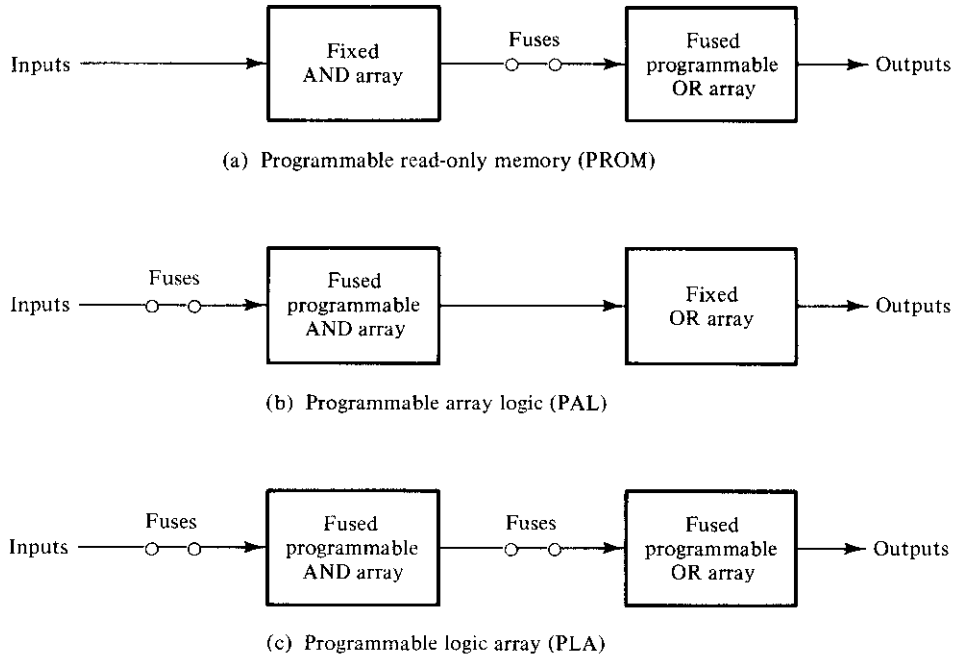 Fuses
Inputs
Fixed
AND array
Fused
programmable
OR array
Outputs
(a) Programmable read-only memory (PROM)
Fuses
Inputs
Fused
programmable
AND array
Fixed
OR array
Outputs
(b) Programmable array logic (PAL)
Fuses
Fuses
Inputs
Fused
programmable
AND array
Fused
programmable
OR array
Outputs
(c) Programmable logic array (PLA)